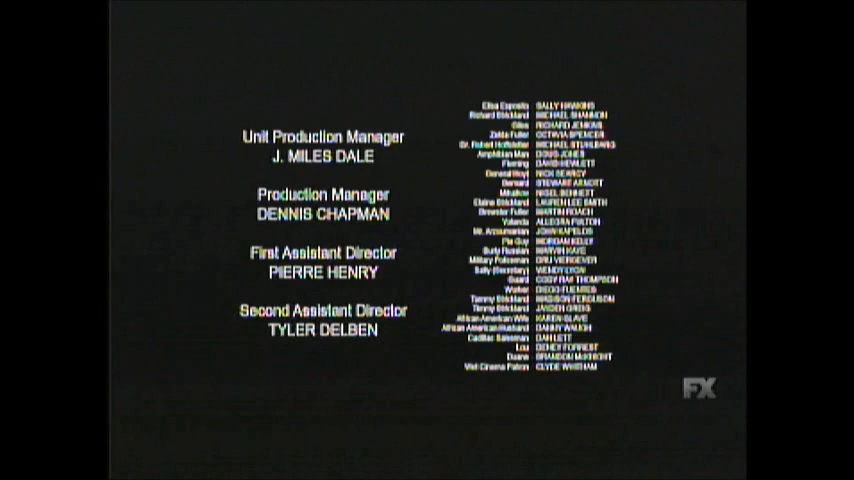 Unit Production Manager
J. MILES DALE
Production Manager
DENNIS CHAPMAN
First Assistant Director
PIERRE HENRY
Second Assistant Director
TYLER DELBEN
Elisa Esposito SALLY HAWKINS
Richard Strickland MICHAEL SHANNON
Giles RICHARD JENKINS
Zelda Fuller OCTAVIA SPENCER
Dr. Robert Hoffstetler MICHAEL STUHLBARG
Amphibian Man DOUG JONES
Fleming DAVID HEWLETT
General Hoyt NICK SEARCY
Bernard STEWART ARNOTT
Mihalkov NIGEL BENNETT
Elaine Strickland LAUREN LEE SMITH
Brewster Fuller MARTIN ROACH
Yolanda ALLEGRA FULTON
Mr. Arzoumanian JOHN KAPELOS
Pie Guy MORGAN KELLY
Burly Russian MARVIN KAYE
Military Policeman DRU VIERGEVER
Sally (Secretary) WENDY LYON
Guard CODY RAY THOMPSON
Worker DIEGO FUENTES
Tammy Strickland MADISON FERGUSON
Timmy Strickland JAYDEN GREIG
African American Wife KAREN GLAVE
African American Husband DANNY WAUGH
Cadillac Salesman DAN LETT
Lou DENEY FORREST
Duane BRANDON McKNIGHT
Visit Cinema Patron CLYDE WHITHAM
FX